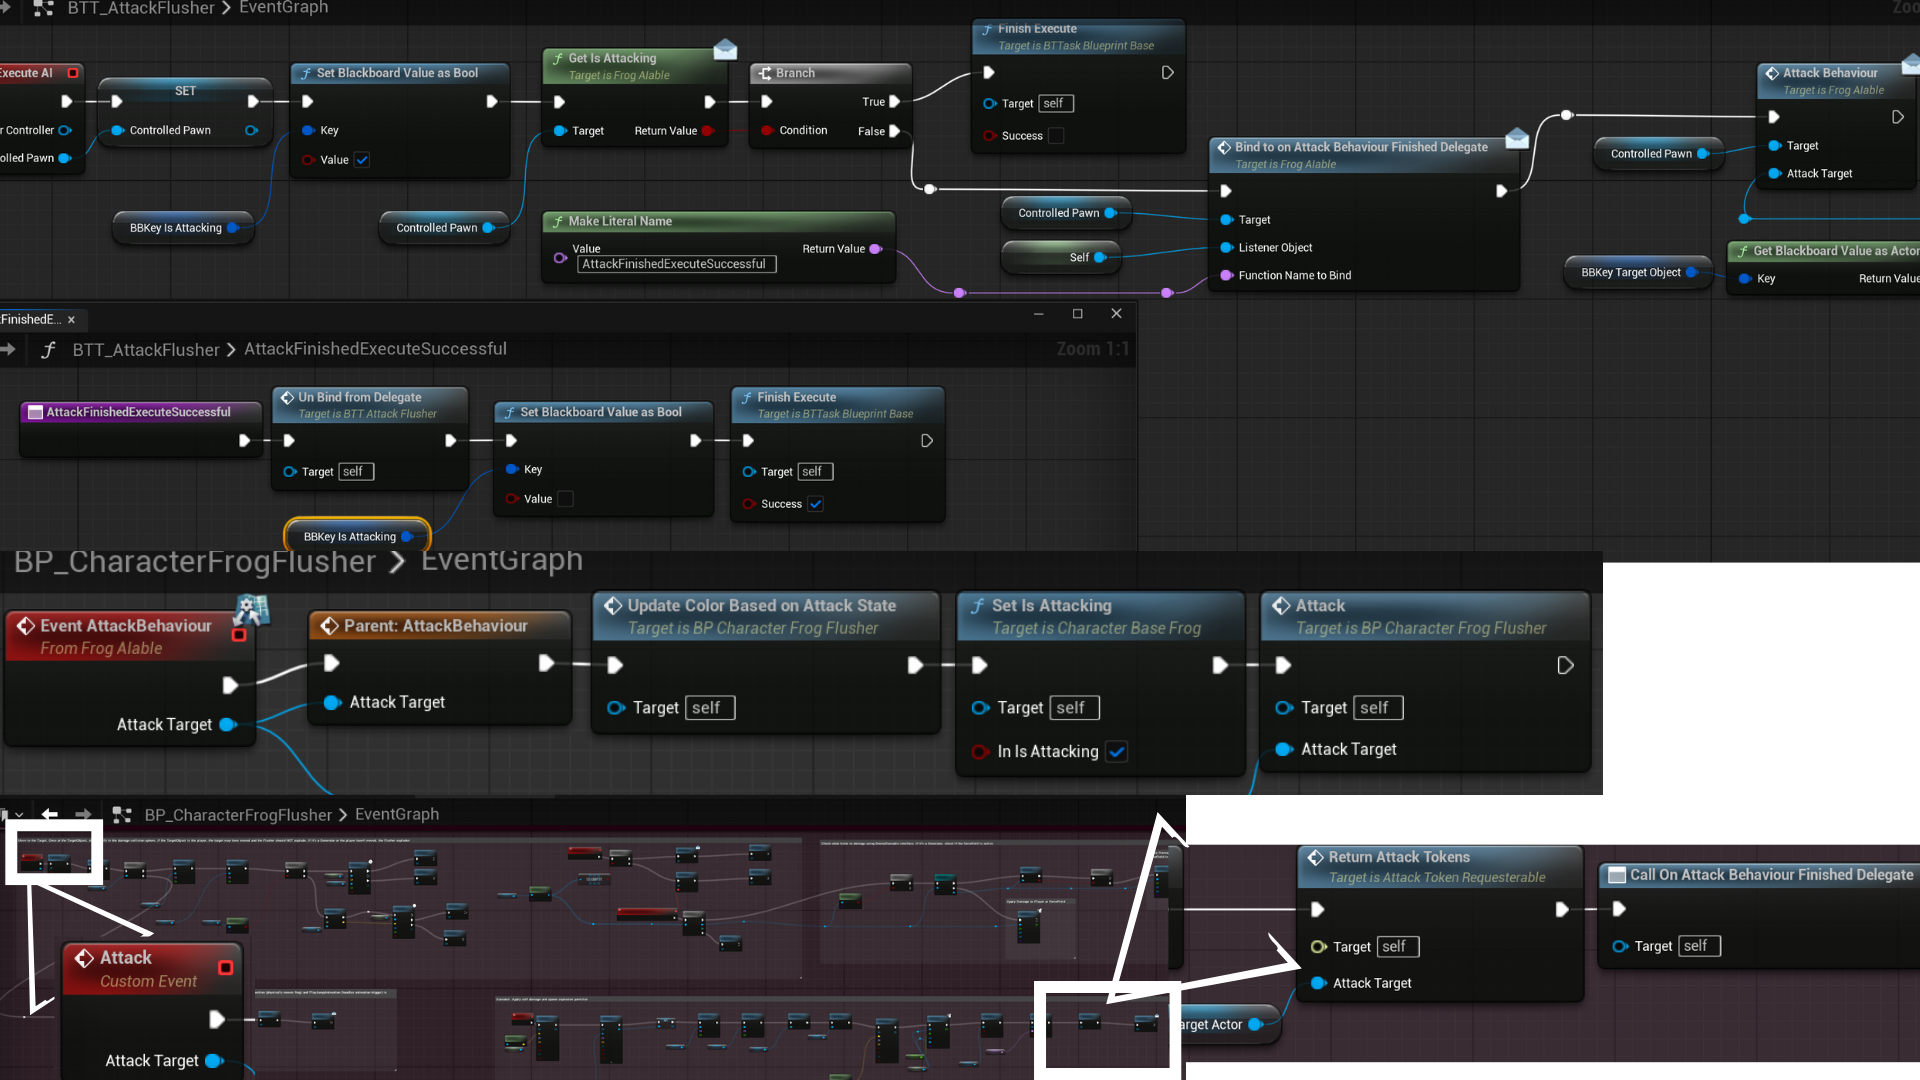 BTT_AttackFlusher > EventGraph
Zoo
Execute AI
r Controller
olled Pawn
SET
Controlled Pawn
Set Blackboard Value as Bool
Key
Value
BBKey Is Attacking
Get Is Attacking
Target is Frog AIable
Target
Return Value
Controlled Pawn
Branch
True
Condition
False
Finish Execute
Target is BTTask Blueprint Base
Target self
Success
Make Literal Name
Value
AttackFinishedExecuteSuccessful
Return Value
Controlled Pawn
Self
Bind to on Attack Behaviour Finished Delegate
Target is Frog AIable
Target
Listener Object
Function Name to Bind
Controlled Pawn
Attack Behaviour
Target is Frog AIable
Target
Attack Target
BBKey Target Object
Get Blackboard Value as Actor
Key
Return Value
FinishedE...
BTT_AttackFlusher > AttackFinishedExecuteSuccessful
Zoom 1:1
AttackFinishedExecuteSuccessful
Un Bind from Delegate
Target is BTT Attack Flusher
Target self
BBKey Is Attacking
Set Blackboard Value as Bool
Key
Value
Finish Execute
Target is BTTask Blueprint Base
Target self
Success
BP_CharacterFrogFlusher > EventGraph
Event AttackBehaviour
From Frog AIable
Attack Target
Parent: AttackBehaviour
Attack Target
Update Color Based on Attack State
Target is BP Character Frog Flusher
Target self
Set Is Attacking
Target is Character Base Frog
Target self
In Is Attacking
Attack
Target is BP Character Frog Flusher
Target self
Attack Target
BP_CharacterFrogFlusher > EventGraph
Attack
Custom Event
Attack Target
Return Attack Tokens
Target is Attack Token Requesterable
Target self
Attack Target
arget Actor
Call On Attack Behaviour Finished Delegate
Target self